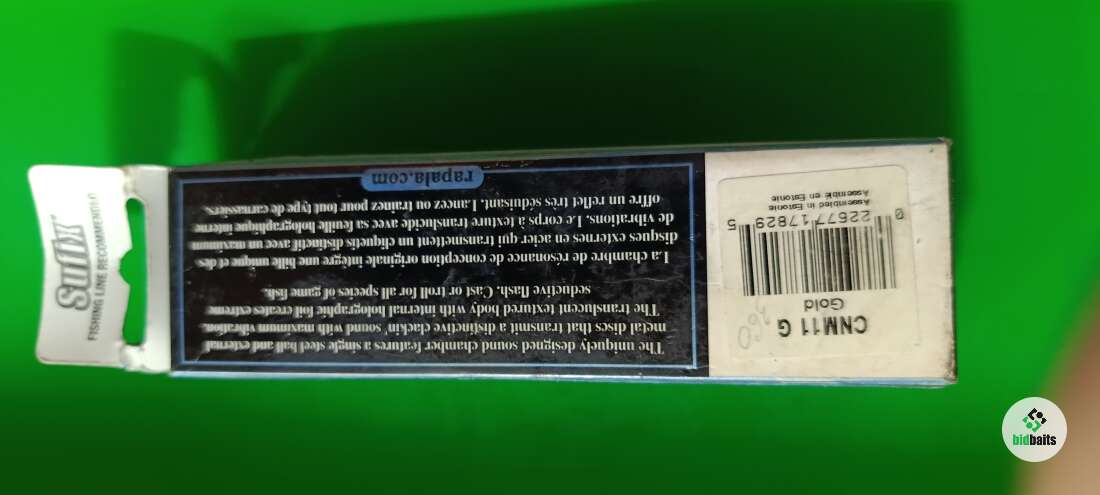 Sufix
FISHING LINE RECOMMENDED
The uniquely designed sound chamber features a single steel ball and external
metal discs that transmit a distinctive "clackin'" sound with maximum vibration.
The translucent textured body with internal holographic foil creates extreme
seductive flash. Cast or troll for all species of game fish.
La chambre de résonance de conception originale intègre une bille unique et des
disques externes en acier qui transmettent un cliquetis distinctif avec un maximum
de vibrations. Le corps à texture translucide avec sa feuille holographique interne
offre un reflet très séduisant. Lancez ou traînez pour tout type de carnassiers.
rapala.com
CNM11 G
Gold
0 22677 17829 5
Assembled in Estonie
Assemblé en Estonie
bidbaits